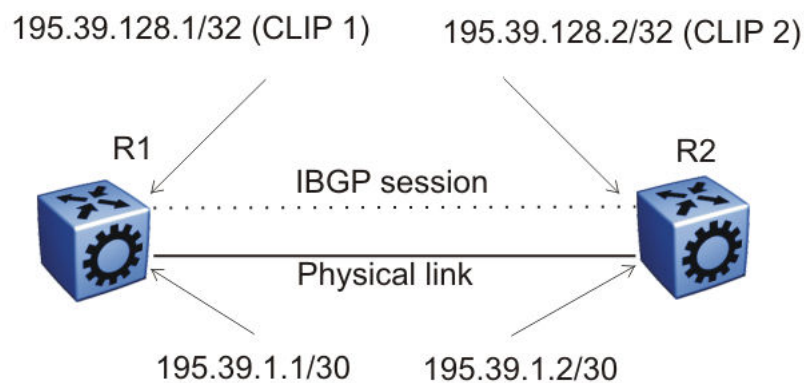 195.39.128.1/32 (CLIP 1)
195.39.128.2/32 (CLIP 2)
R1
R2
IBGP session
Physical link
195.39.1.1/30
195.39.1.2/30